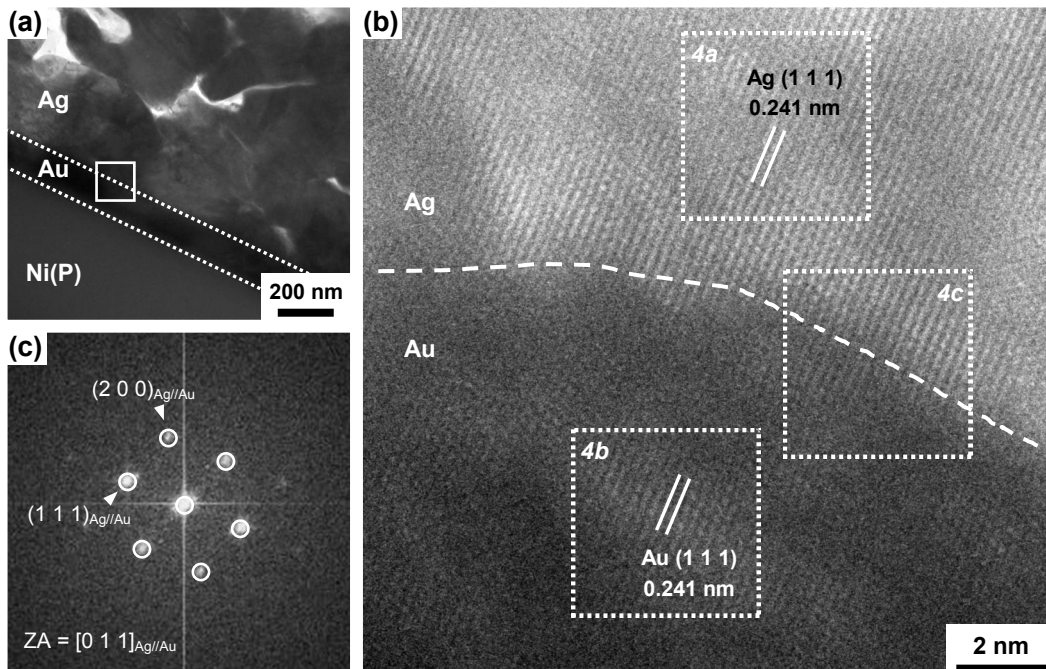 (a)
Ag
Au
Ni(P)
200 nm
(b)
4a
Ag (1 1 1)
0.241 nm
Ag
4c
Au
4b
Au (1 1 1)
0.241 nm
2 nm
(c)
(2 0 0)Ag//Au
(1 1 1)Ag//Au
ZA = [0 1 1]Ag//Au